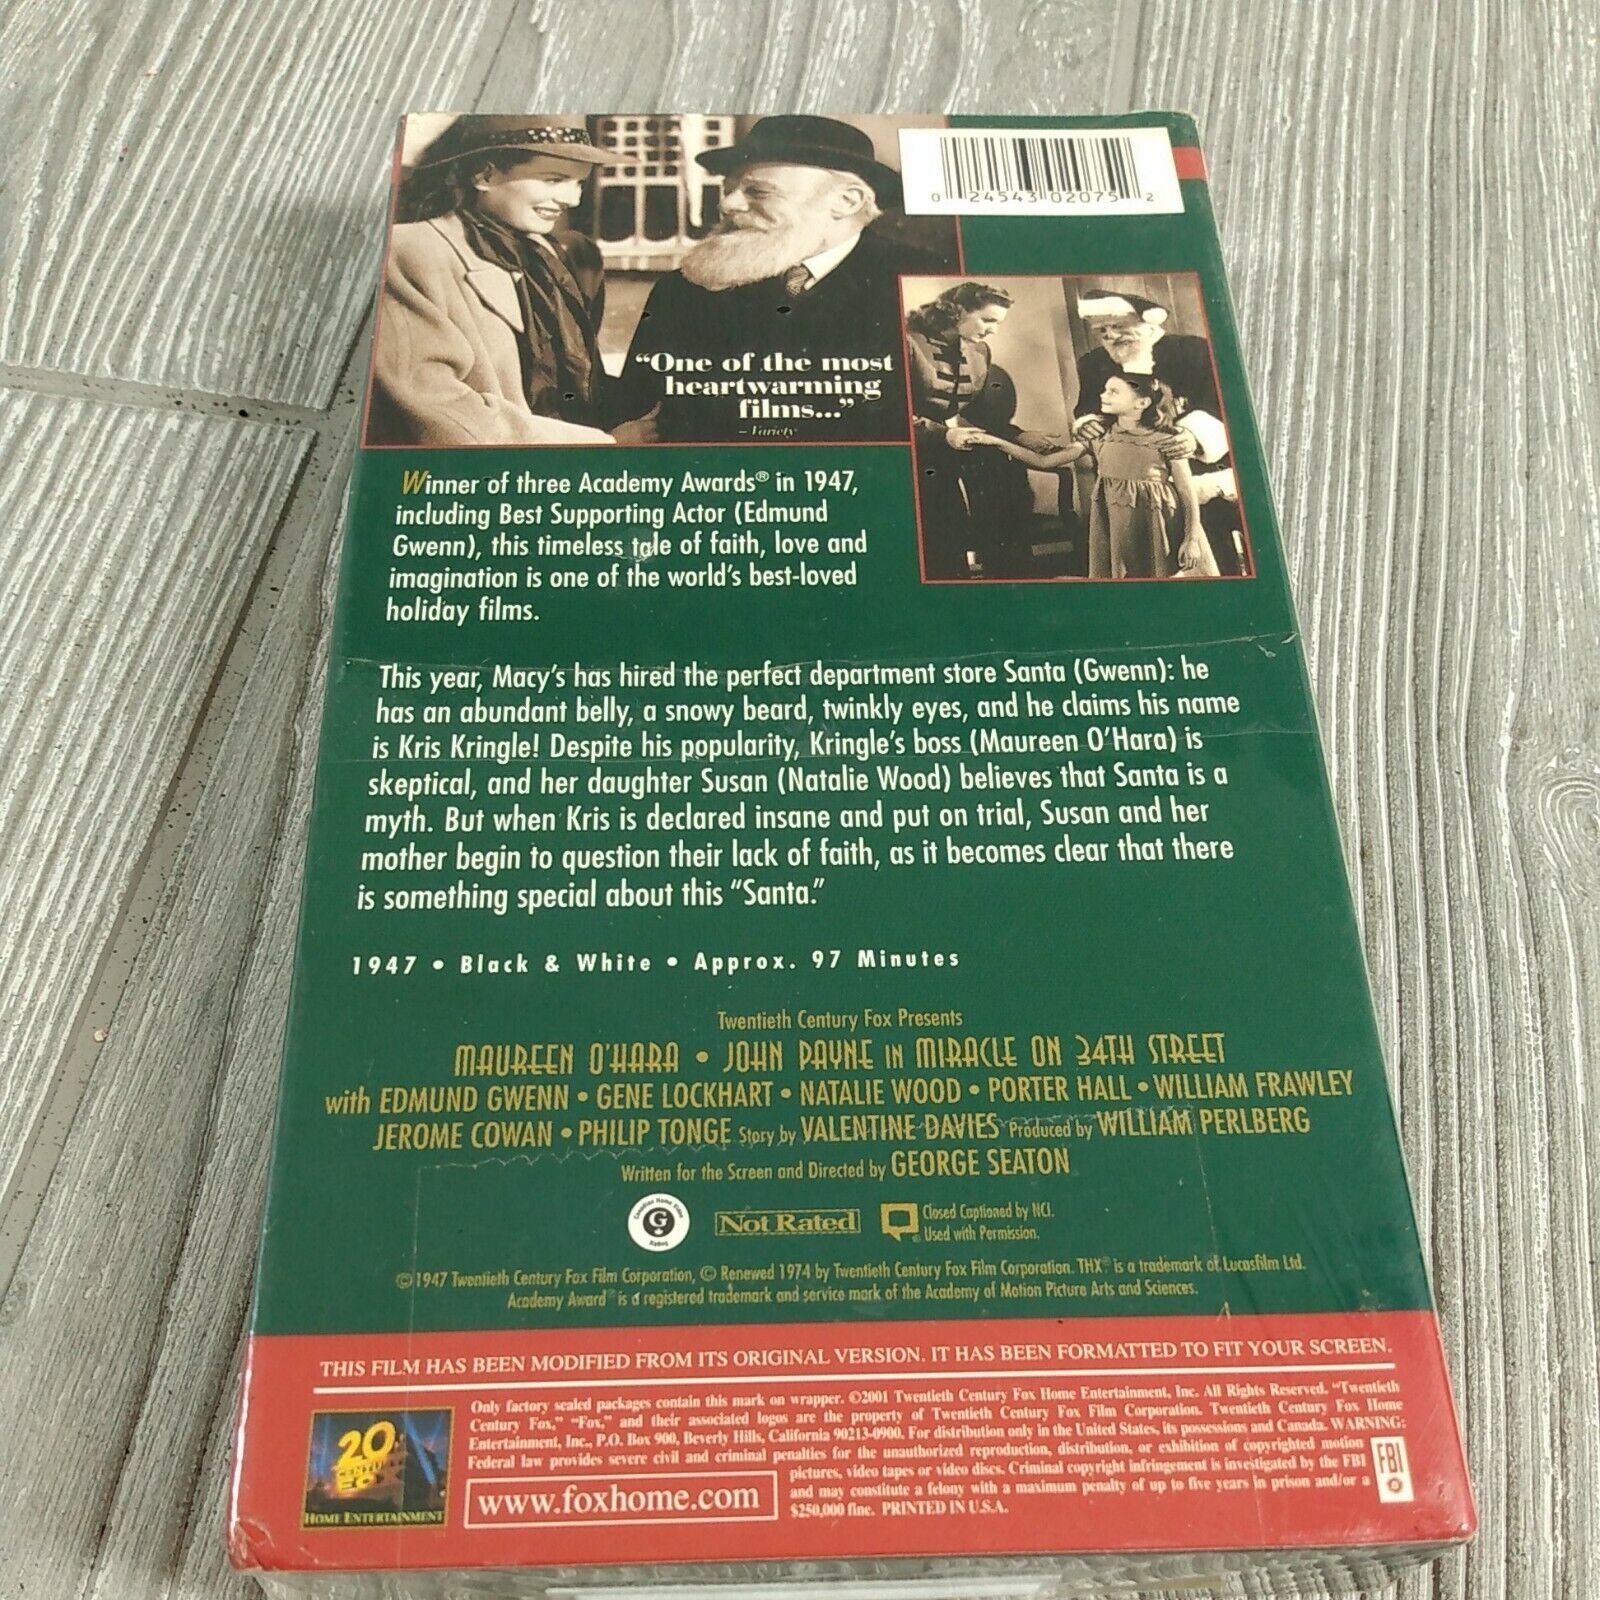 0 24543 02075 2
“One of the most
heartwarming
films...”
– Variety
Winner of three Academy Awards® in 1947,
including Best Supporting Actor (Edmund
Gwenn), this timeless tale of faith, love and
imagination is one of the world's best-loved
holiday films.
This year, Macy's has hired the perfect department store Santa (Gwenn): he
has an abundant belly, a snowy beard, twinkly eyes, and he claims his name
is Kris Kringle! Despite his popularity, Kringle's boss (Maureen O'Hara) is
skeptical, and her daughter Susan (Natalie Wood) believes that Santa is a
myth. But when Kris is declared insane and put on trial, Susan and her
mother begin to question their lack of faith, as it becomes clear that there
is something special about this “Santa.”
1947 • Black & White • Approx. 97 Minutes
Twentieth Century Fox Presents
MAUREEN O'HARA • JOHN PAYNE IN MIRACLE ON 34TH STREET
with EDMUND GWENN • GENE LOCKHART • NATALIE WOOD • PORTER HALL • WILLIAM FRAWLEY
JEROME COWAN • PHILIP TONGE Story by VALENTINE DAVIES Produced by WILLIAM PERLBERG
Written for the Screen and Directed by GEORGE SEATON
Canadian Home Video
G
Rated
Not Rated
Closed Captioned by NCI.
Used with Permission.
© 1947 Twentieth Century Fox Film Corporation, © Renewed 1974 by Twentieth Century Fox Film Corporation. THX® is a trademark of Lucasfilm Ltd.
Academy Award® is a registered trademark and service mark of the Academy of Motion Picture Arts and Sciences.
THIS FILM HAS BEEN MODIFIED FROM ITS ORIGINAL VERSION. IT HAS BEEN FORMATTED TO FIT YOUR SCREEN.
Only factory sealed packages contain this mark on wrapper. ©2001 Twentieth Century Fox Home Entertainment, Inc. All Rights Reserved. “Twentieth
Century Fox,” “Fox,” and their associated logos are the property of Twentieth Century Fox Film Corporation. Twentieth Century Fox Home
Entertainment, Inc., P.O. Box 900, Beverly Hills, California 90213-0900. For distribution only in the United States, its possessions and Canada. WARNING:
Federal law provides severe civil and criminal penalties for the unauthorized reproduction, distribution, or exhibition of copyrighted motion
pictures, video tapes or video discs. Criminal copyright infringement is investigated by the FBI
and may constitute a felony with a maximum penalty of up to five years in prison and/or a
$250,000 fine. PRINTED IN U.S.A.
FBI
20th
CENTURY
FOX
HOME ENTERTAINMENT
www.foxhome.com